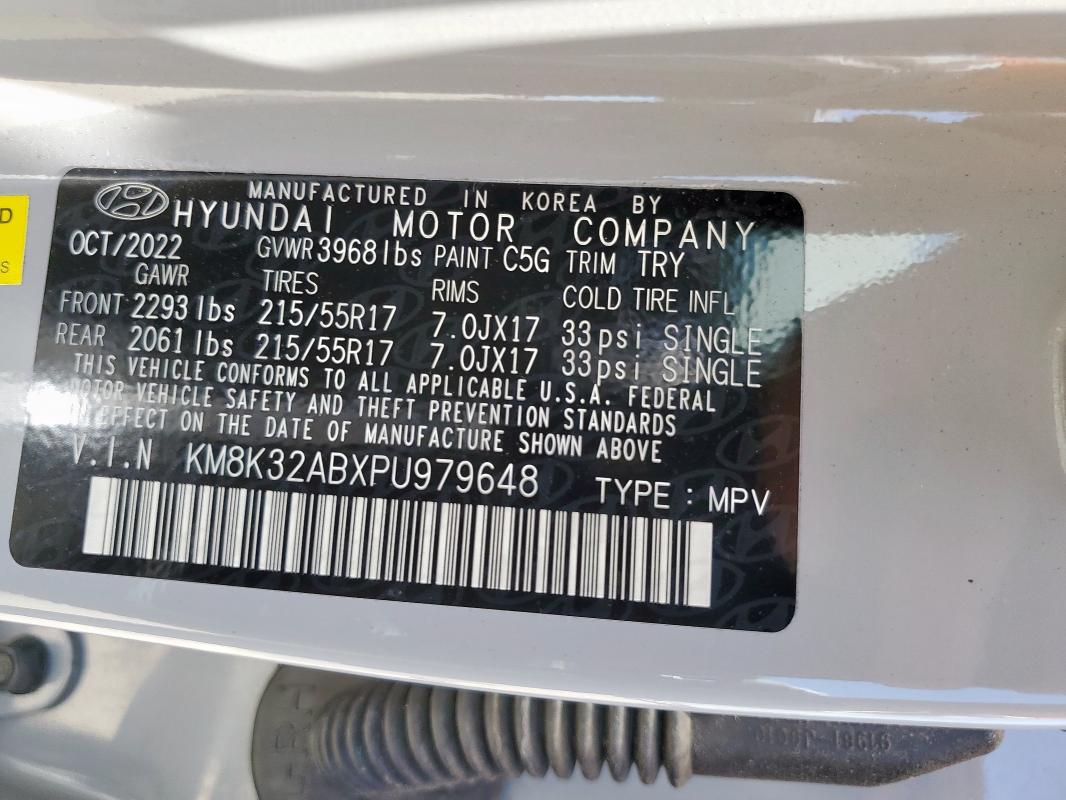 D
S
MANUFACTURED IN KOREA BY
HYUNDAI MOTOR COMPANY
OCT/2022 GVWR 3968 lbs PAINT C5G TRIM TRY
GAWR TIRES RIMS COLD TIRE INFL
FRONT 2293 lbs 215/55R17 7.0JX17 33psi SINGLE
REAR 2061 lbs 215/55R17 7.0JX17 33psi SINGLE
THIS VEHICLE CONFORMS TO ALL APPLICABLE U.S.A. FEDERAL
MOTOR VEHICLE SAFETY AND THEFT PREVENTION STANDARDS
IN EFFECT ON THE DATE OF MANUFACTURE SHOWN ABOVE
V.I.N KM8K32ABXPU979648 TYPE : MPV